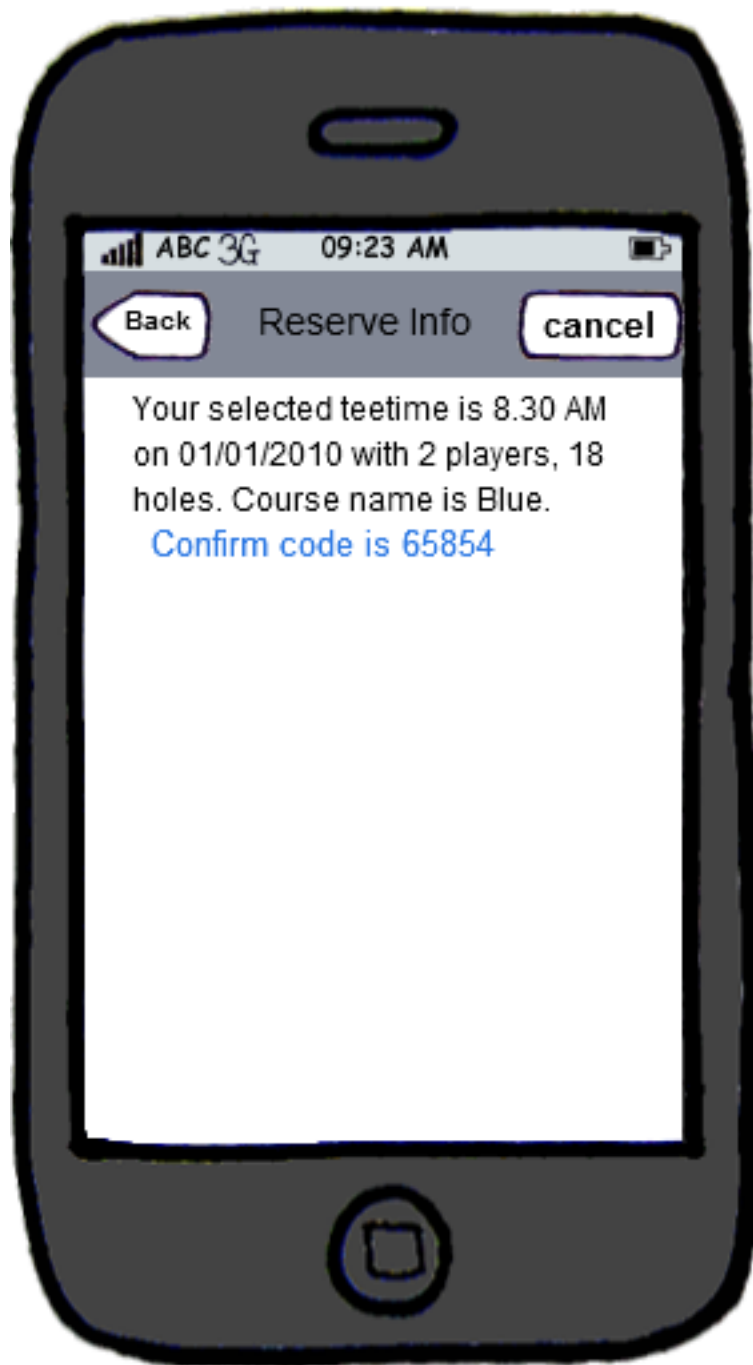 ABC 3G 09:23 AM
Back Reserve Info cancel
Your selected teetime is 8.30 AM
on 01/01/2010 with 2 players, 18
holes. Course name is Blue.
Confirm code is 65854